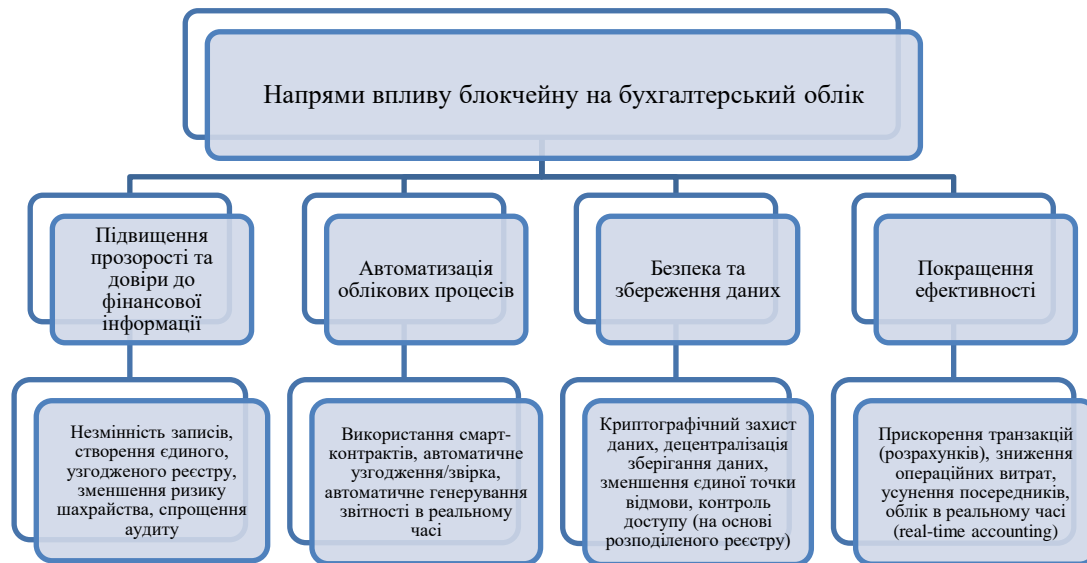 Напрями впливу блокчейну на бухгалтерський облік
Підвищення
прозорості та
довіри до
фінансової
інформації
Автоматизація
облікових процесів
Безпека та
збереження даних
Покращення
ефективності
Незмінність записів,
створення єдиного,
узгодженого реєстру,
зменшення ризику
шахрайства, спрощення
аудиту
Використання смарт-
контрактів, автоматичне
узгодження/звірка,
автоматичне генерування
звітності в реальному
часі
Криптографічний захист
даних, децентралізація
зберігання даних,
зменшення єдиної точки
відмови, контроль
доступу (на основі
розподіленого реєстру)
Прискорення транзакцій
(розрахунків), зниження
операційних витрат,
усунення посередників,
облік в реальному часі
(real-time accounting)